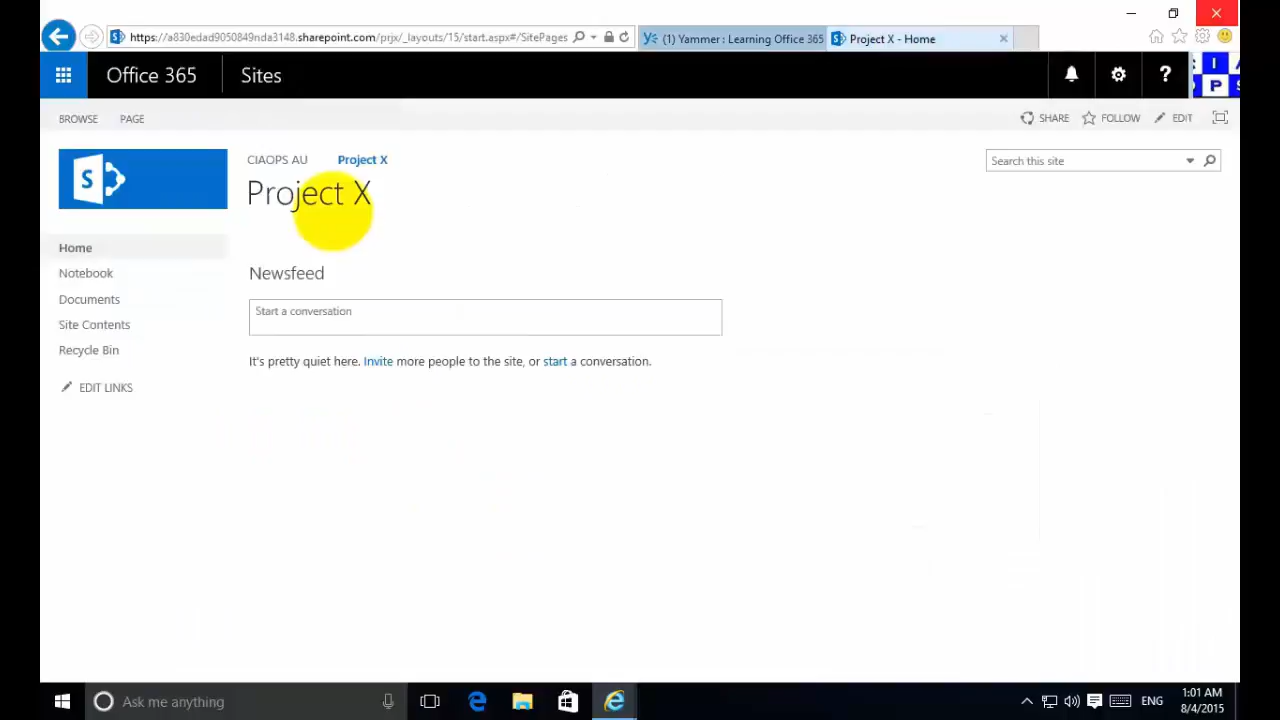 https://a830edad9050849nda3148.sharepoint.com/prjx/_layouts/15/start.aspx#/SitePages
(1) Yammer : Learning Office 365
Project X - Home
Office 365
Sites
BROWSE
PAGE
SHARE
FOLLOW
EDIT
CIAOPS AU
Project X
Search this site
Project X
Home
Notebook
Documents
Site Contents
Recycle Bin
EDIT LINKS
Newsfeed
Start a conversation
It's pretty quiet here. Invite more people to the site, or start a conversation.
Ask me anything
ENG
1:01 AM
8/4/2015